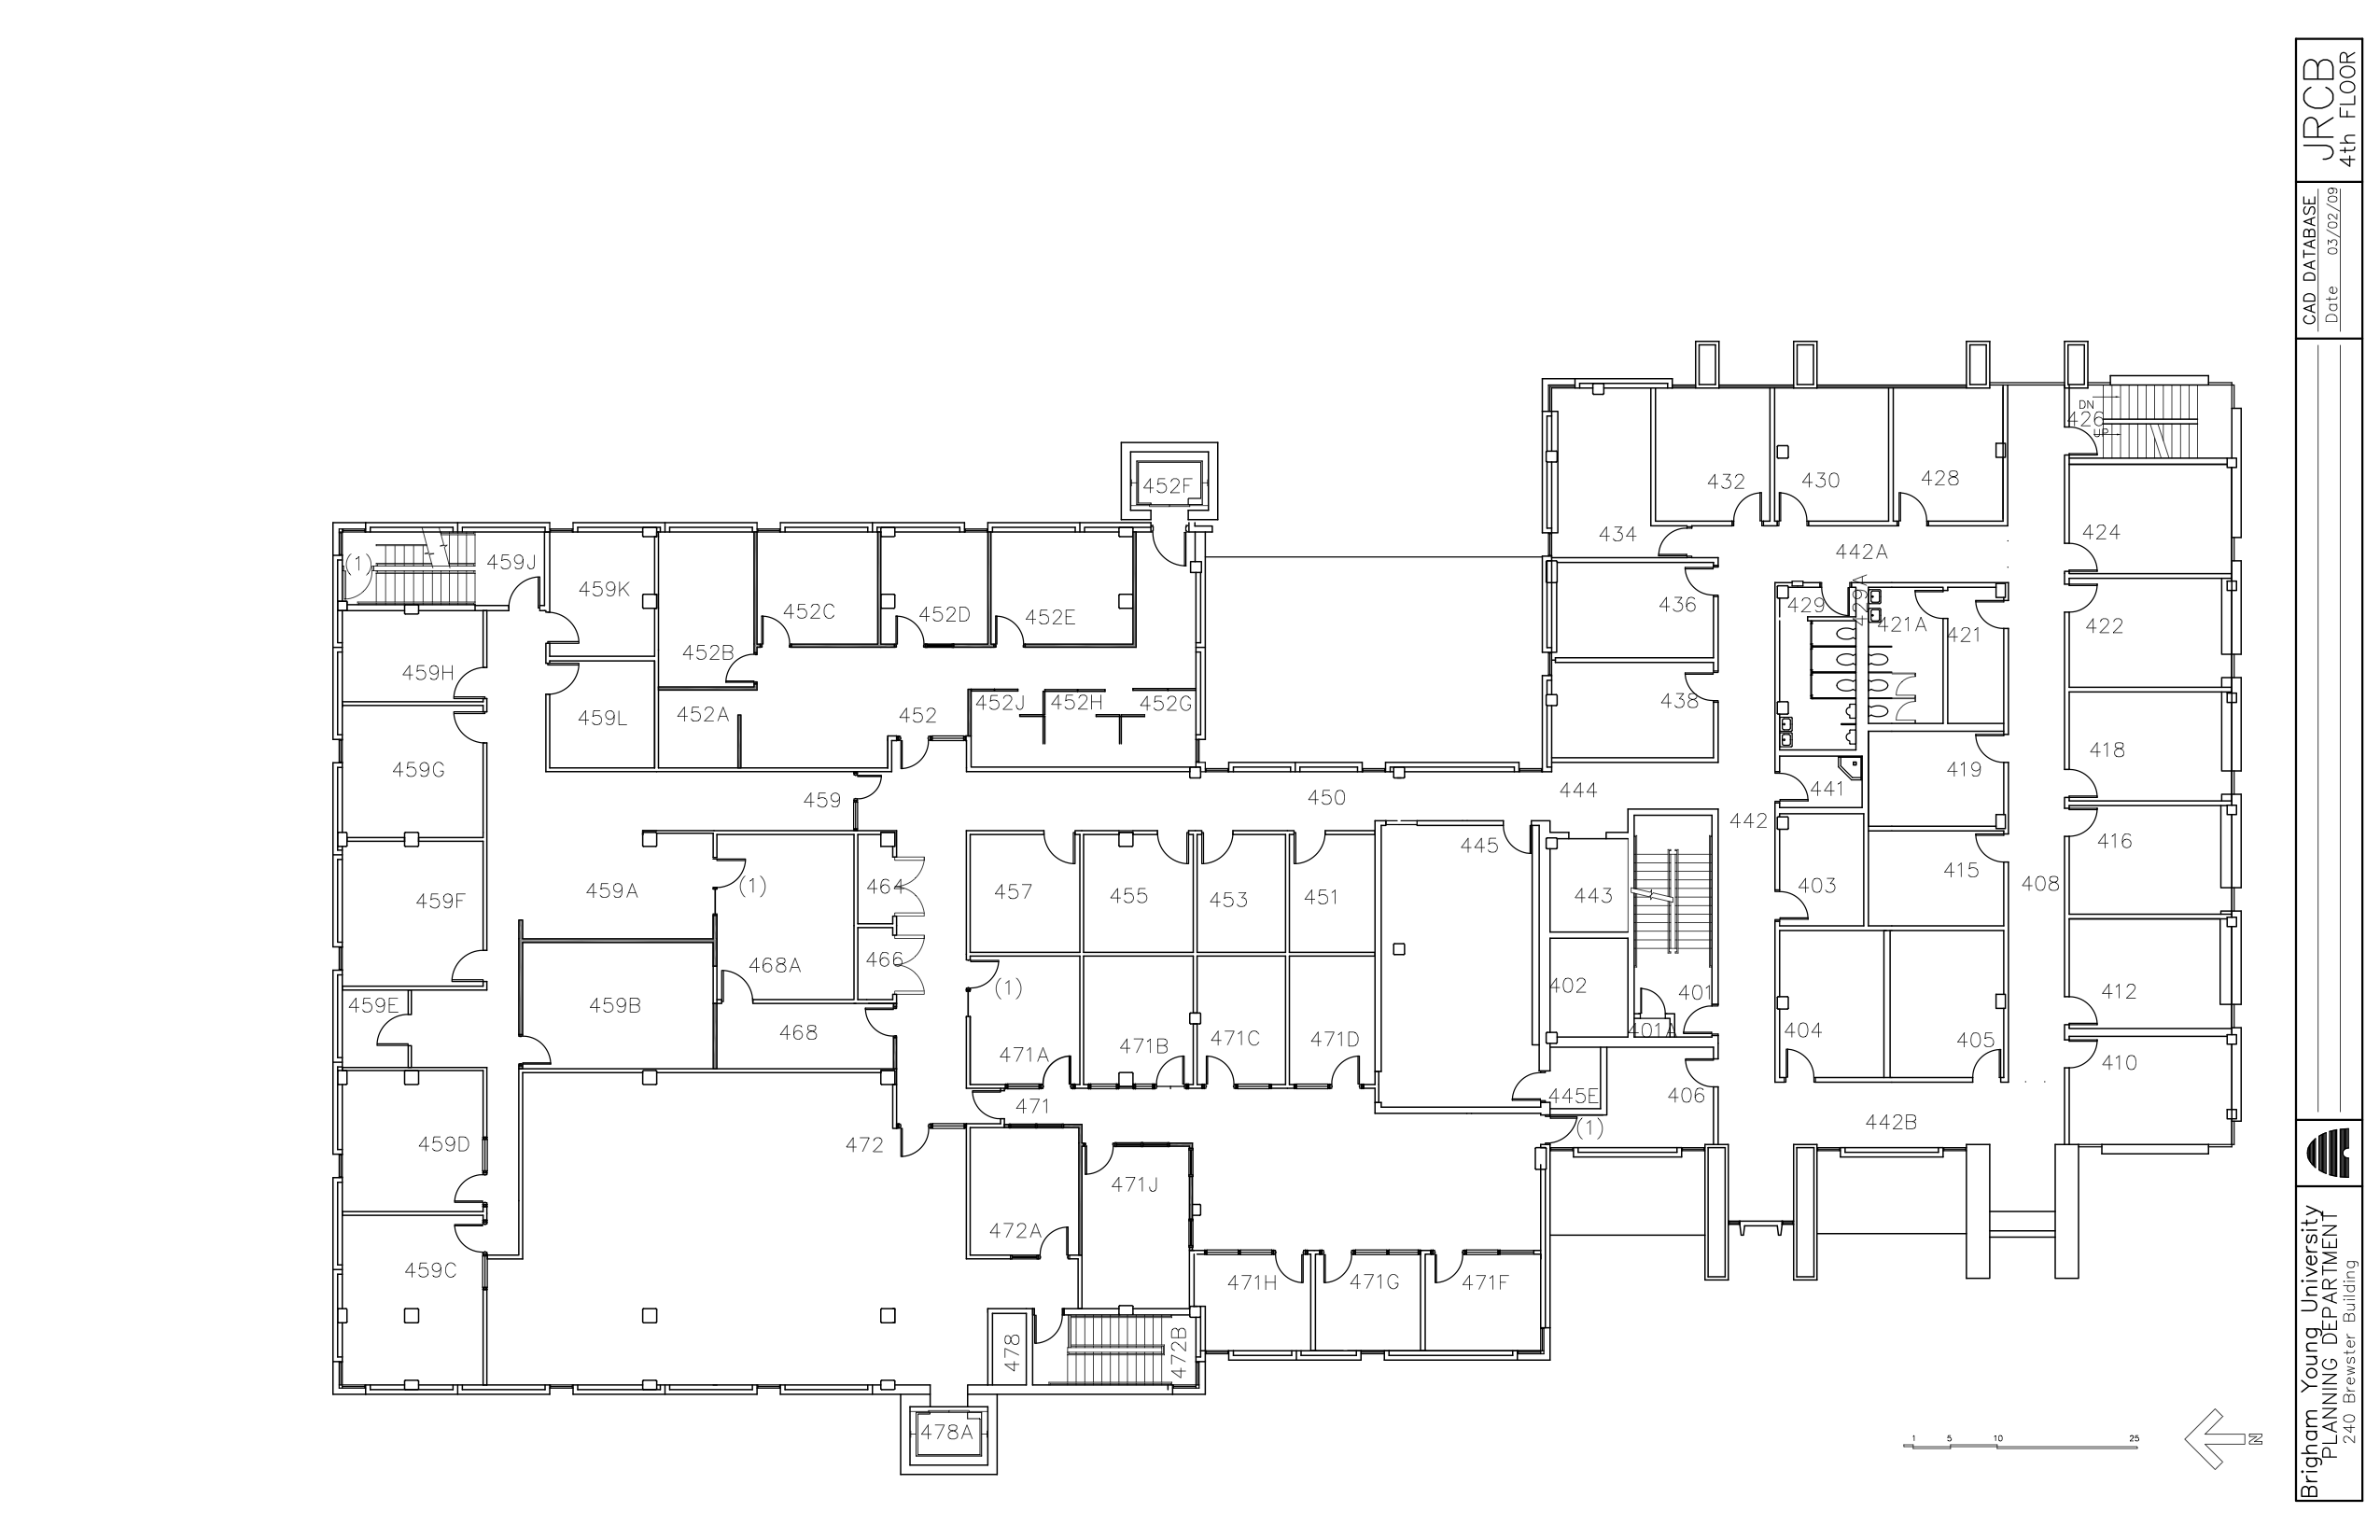 JRCB
4th FLOOR
CAD DATABASE
Date 03/02/09
Brigham Young University
PLANNING DEPARTMENT
240 Brewster Building
DN
426
UP
452F
432
430
428
434
442A
424
(1)
459J
459K
452C
452D
452E
436
429
429A
421A
421
422
452B
459H
438
459L
452A
452
452J
452H
452G
418
459G
459
450
444
441
419
442
445
416
459A
(1)
464
457
455
453
451
443
403
415
408
459F
468A
466
(1)
402
401
412
459E
459B
468
471A
471B
471C
471D
401A
404
405
410
471
445E
406
459D
472
(1)
442B
471J
472A
459C
471H
471G
471F
478
472B
478A
1 5 10 25
N